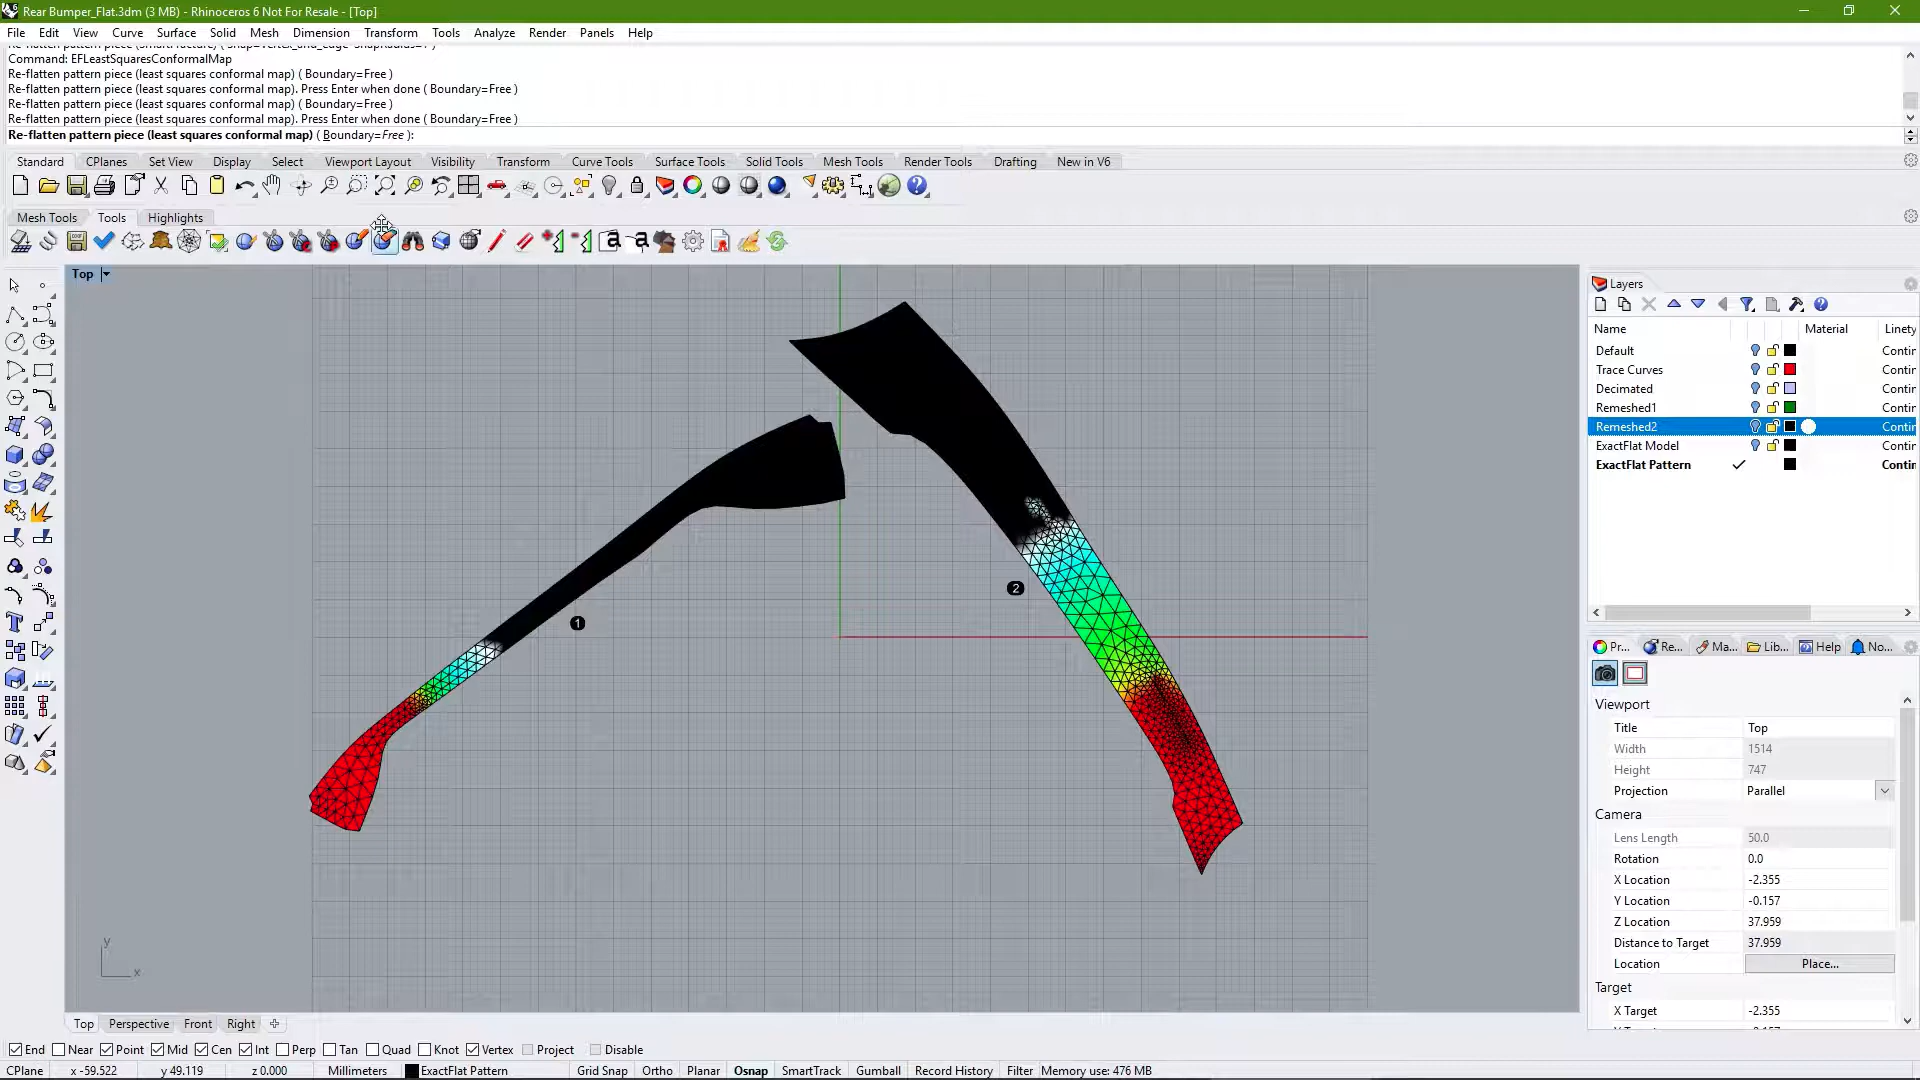 Rear Bumper_Flat.3dm (3 MB) - Rhinoceros 6 Not For Resale - [Top]
File Edit View Curve Surface Solid Mesh Dimension Transform Tools Analyze Render Panels Help
Command: EFLeastSquaresConformalMap
Re-flatten pattern piece (least squares conformal map) ( Boundary=Free )
Re-flatten pattern piece (least squares conformal map). Press Enter when done ( Boundary=Free )
Re-flatten pattern piece (least squares conformal map) ( Boundary=Free )
Re-flatten pattern piece (least squares conformal map). Press Enter when done ( Boundary=Free )
Re-flatten pattern piece (least squares conformal map) ( Boundary=Free ):
Standard CPlanes Set View Display Select Viewport Layout Visibility Transform Curve Tools Surface Tools Solid Tools Mesh Tools Render Tools Drafting New in V6
Mesh Tools Tools Highlights
Top
Layers
Name Material Linety
Default Contir
Trace Curves Contir
Decimated Contir
Remeshed1 Contir
Remeshed2 Contir
ExactFlat Model Contir
ExactFlat Pattern Contir
1
2
Pr... Re... Ma... Lib... Help No...
Viewport
Title Top
Width 1514
Height 747
Projection Parallel
Camera
Lens Length 50.0
Rotation 0.0
X Location -2.355
Y Location -0.157
Z Location 37.959
Distance to Target 37.959
Location Place...
Target
X Target -2.355
y
x
Top Perspective Front Right
End Near Point Mid Cen Int Perp Tan Quad Knot Vertex Project Disable
CPlane x -59.522 y 49.119 z 0.000 Millimeters ExactFlat Pattern Grid Snap Ortho Planar Osnap SmartTrack Gumball Record History Filter Memory use: 476 MB